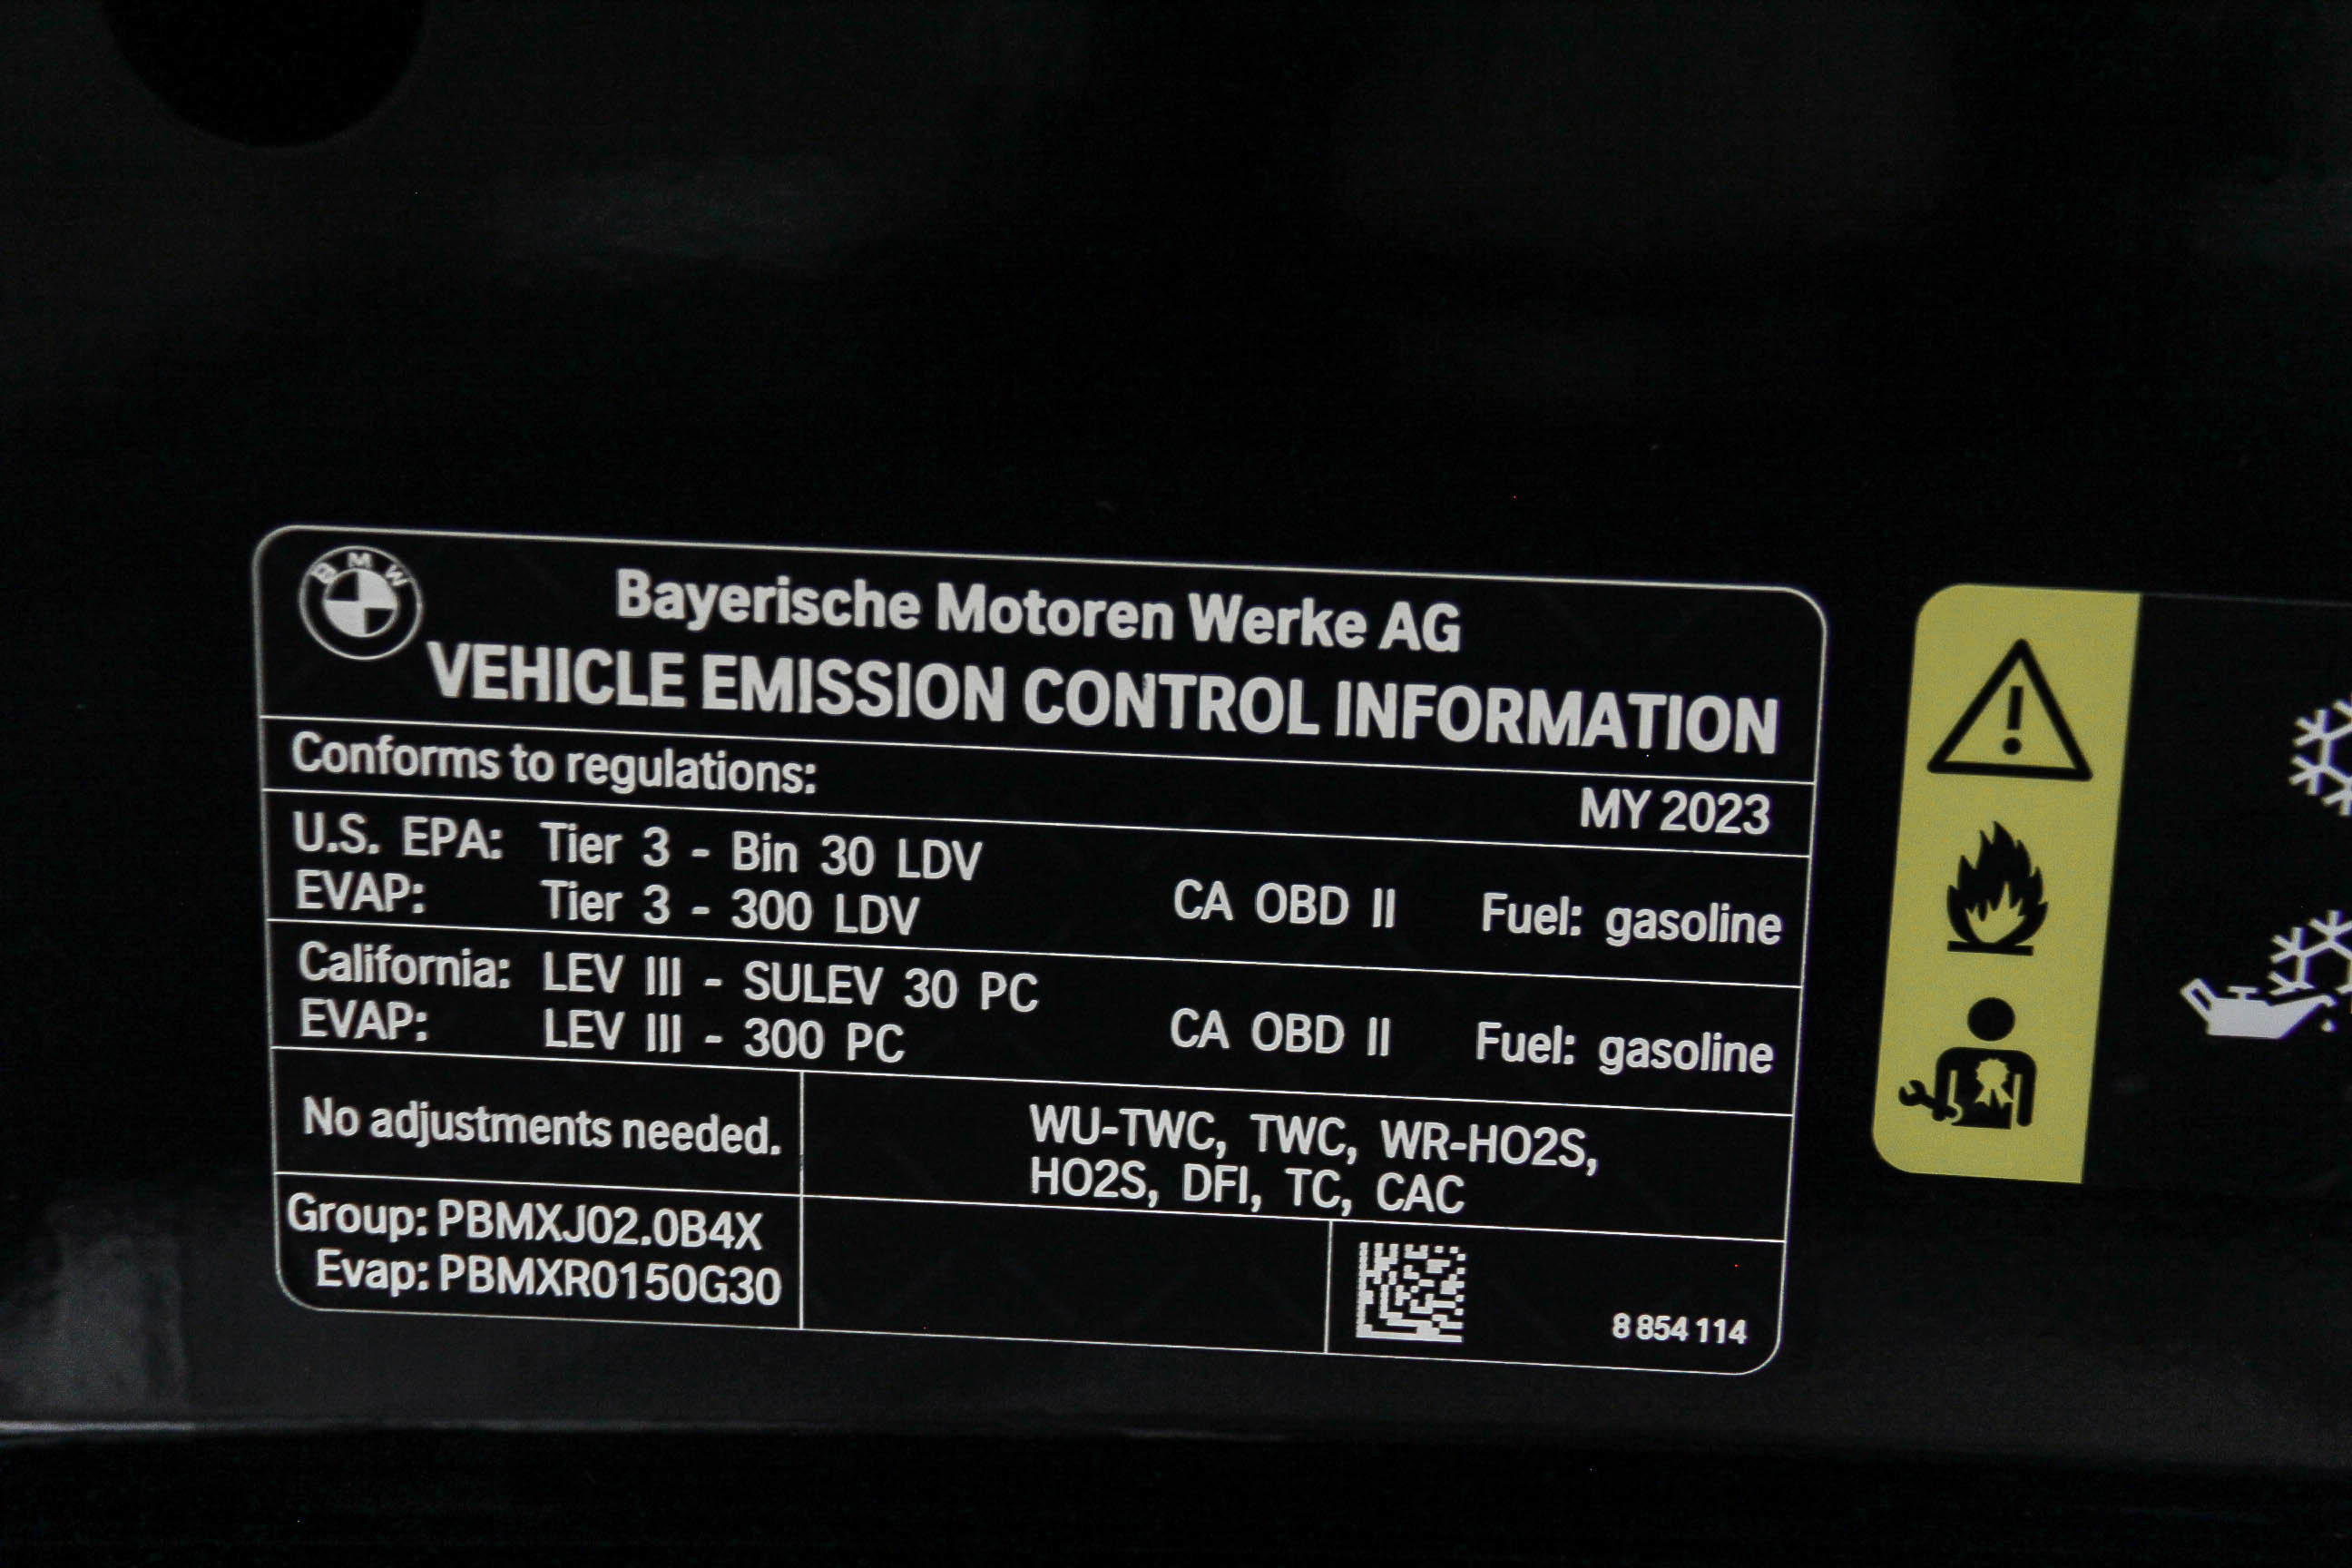 BMW
Bayerische Motoren Werke AG
VEHICLE EMISSION CONTROL INFORMATION
Conforms to regulations:
MY 2023
U.S. EPA: Tier 3 - Bin 30 LDV
EVAP: Tier 3 - 300 LDV
CA OBD II Fuel: gasoline
California: LEV III - SULEV 30 PC
EVAP: LEV III - 300 PC
CA OBD II Fuel: gasoline
No adjustments needed.
WU-TWC, TWC, WR-HO2S,
HO2S, DFI, TC, CAC
Group: PBMXJ02.0B4X
Evap: PBMXR0150G30
8 854 114